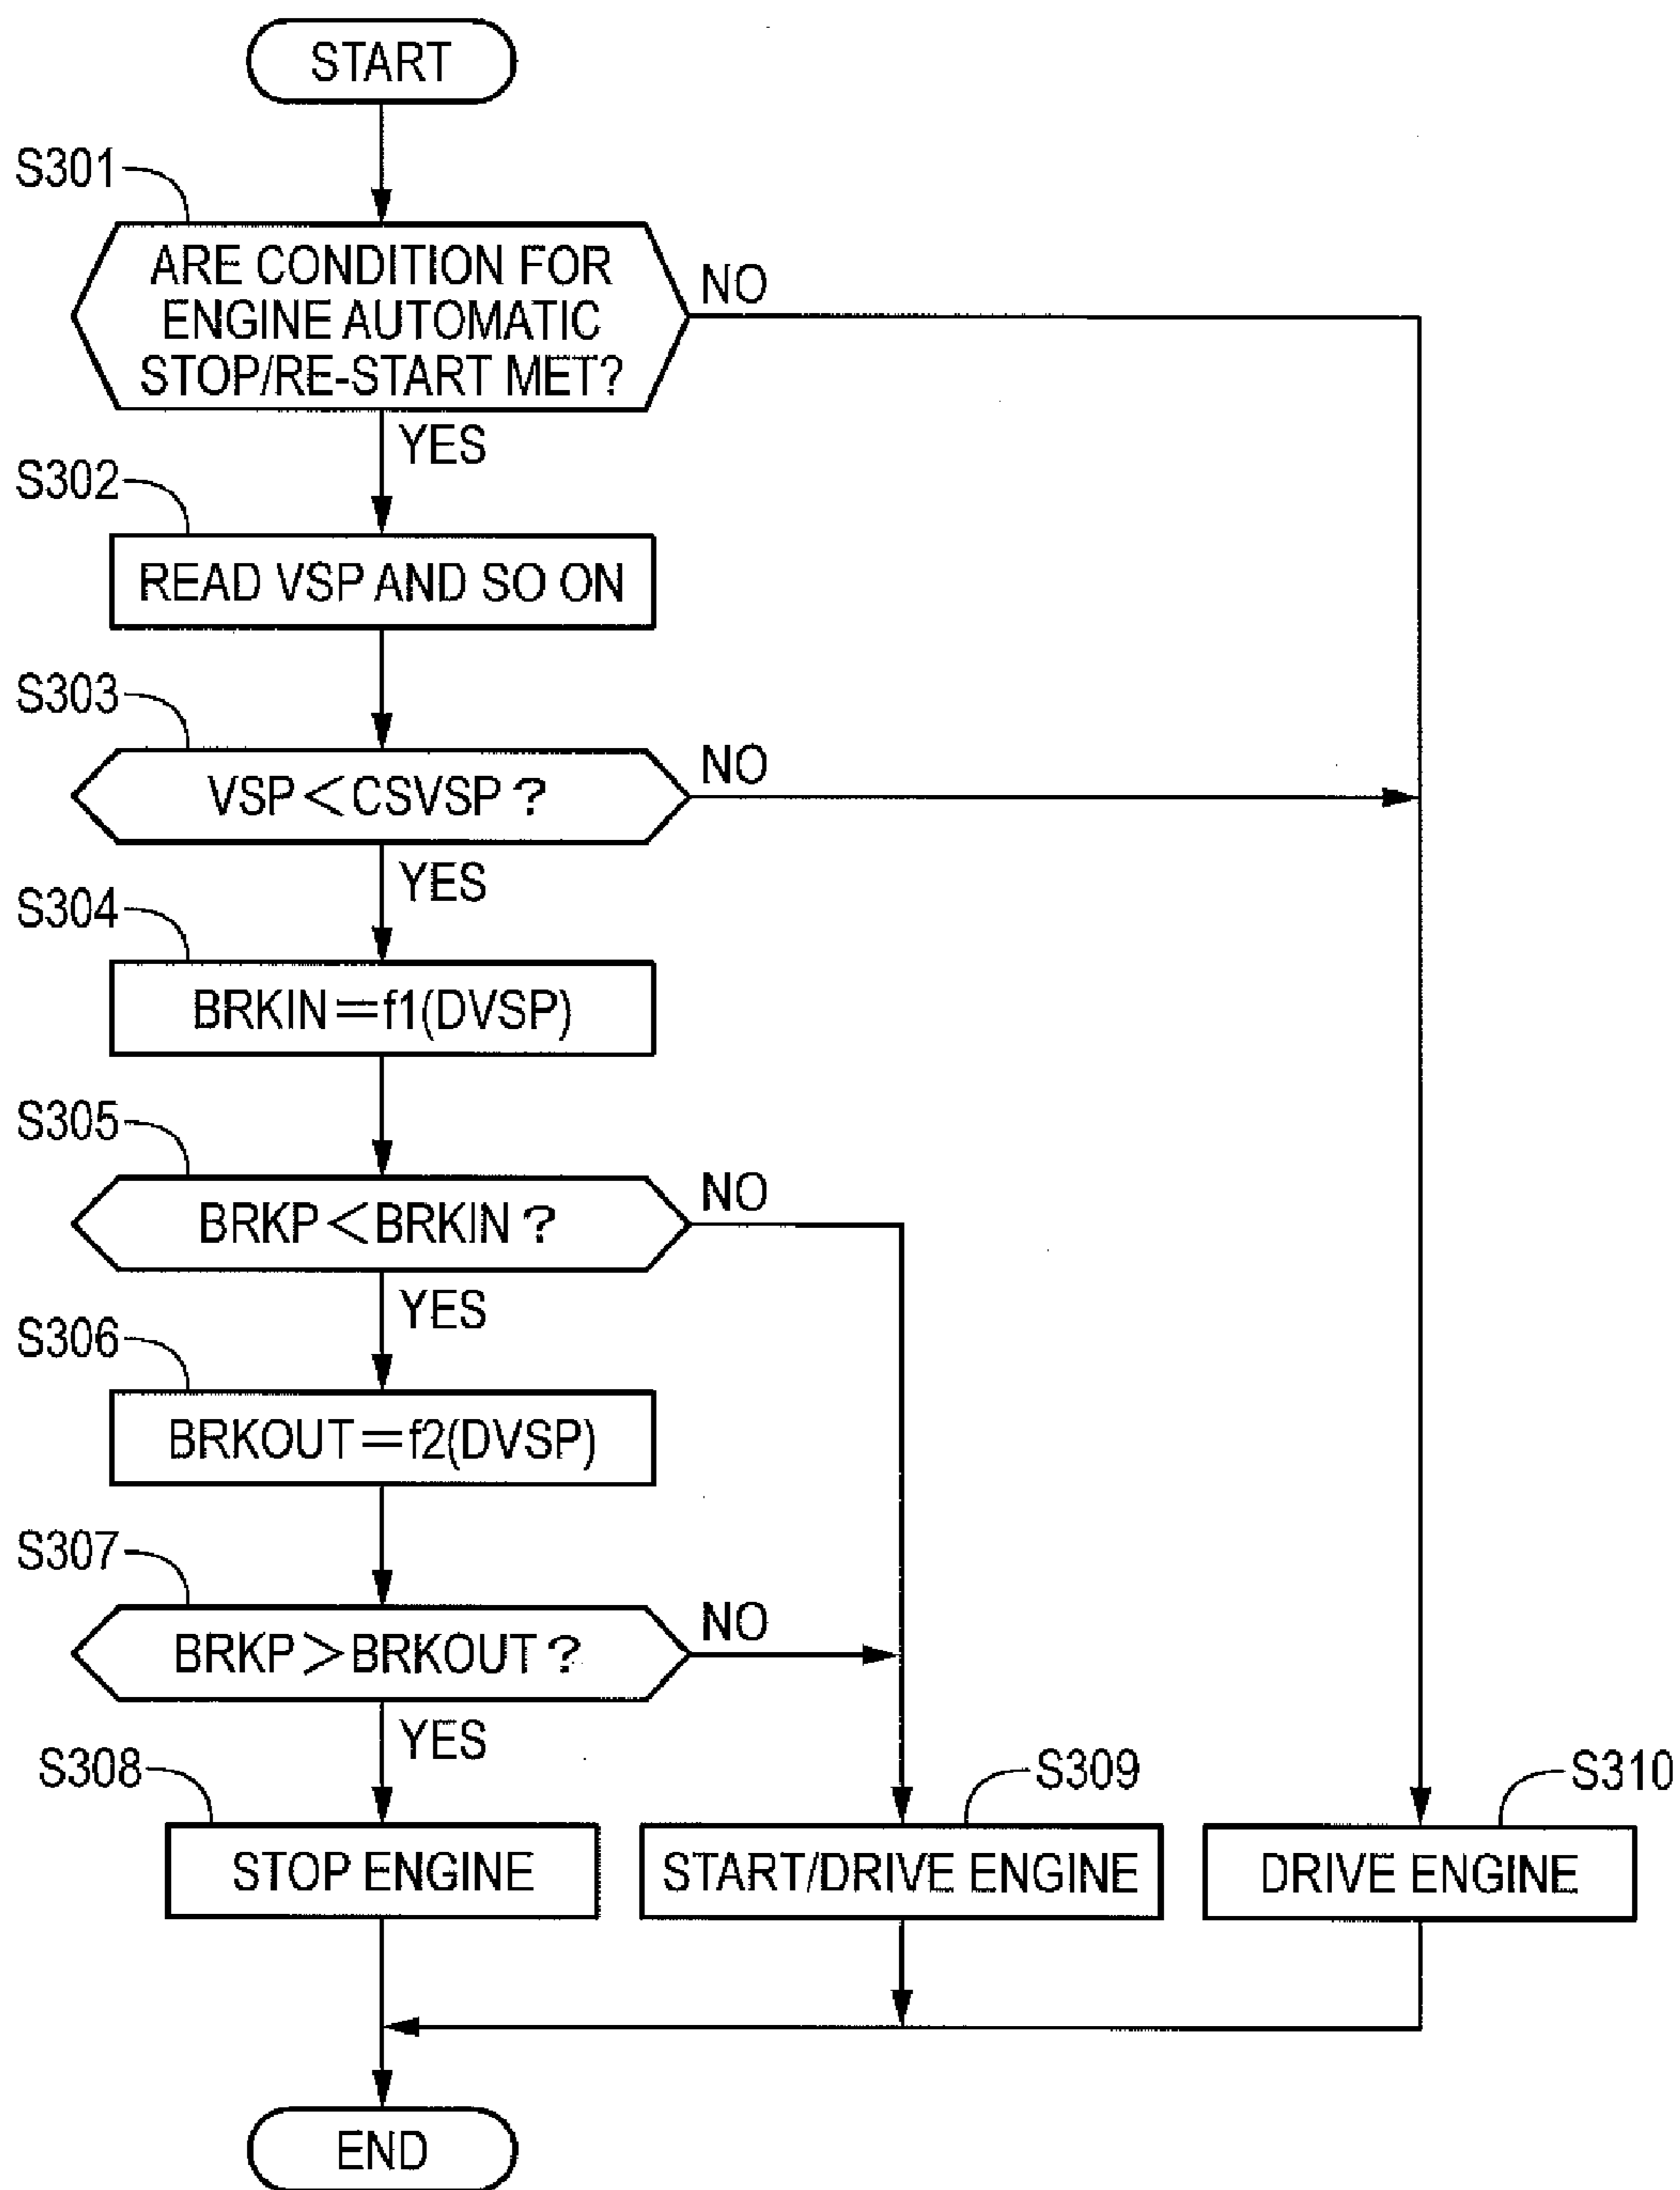 START
S301
ARE CONDITION FOR
ENGINE AUTOMATIC
STOP/RE-START MET?
NO
YES
S302
READ VSP AND SO ON
S303
VSP<CSVSP?
NO
YES
S304
BRKIN=f1(DVSP)
S305
BRKP<BRKIN?
NO
YES
S306
BRKOUT=f2(DVSP)
S307
BRKP>BRKOUT?
NO
YES
S308
STOP ENGINE
S309
START/DRIVE ENGINE
S310
DRIVE ENGINE
END